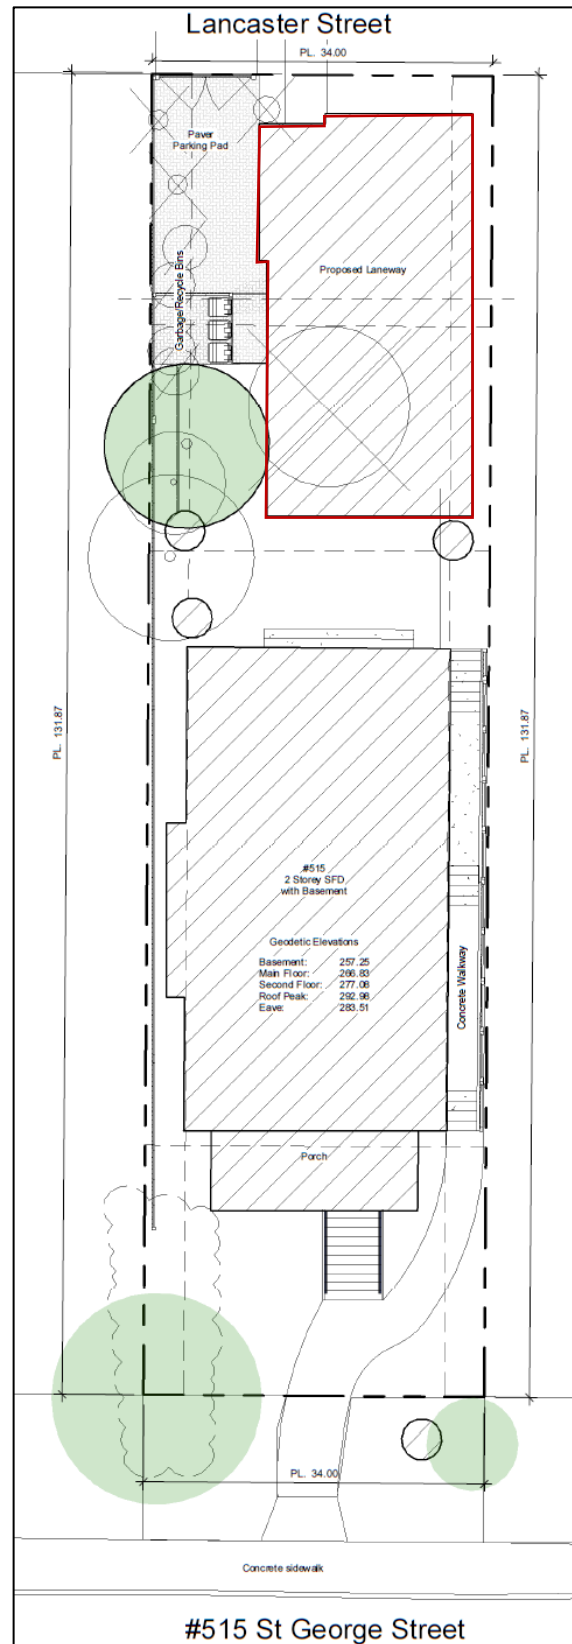 Lancaster Street
PL. 34.00
Paver
Parking Pad
Proposed Laneway
Garbage/Recycle Bins
PL. 131.87
PL. 131.87
#515
2 Storey SFD
with Basement
Geodetic Elevations
Basement: 257.25
Main Floor: 266.83
Second Floor: 277.08
Roof Peak: 292.98
Eave: 283.51
Concrete Walkway
Porch
PL. 34.00
Concrete sidewalk
#515 St George Street